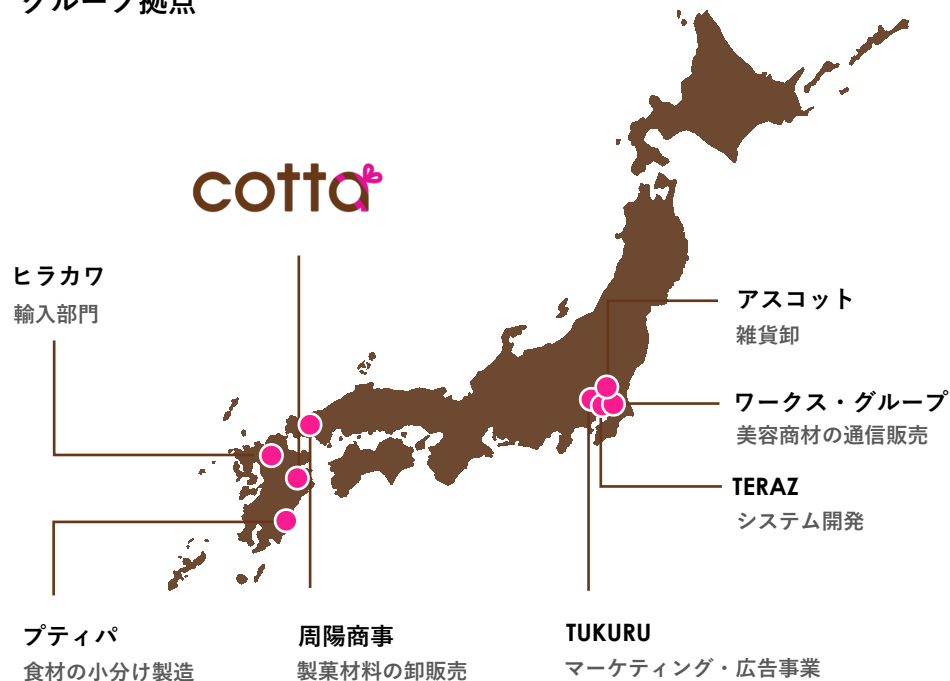 グループ拠点
cotta
ヒラカワ
輸入部門
アスコット
雑貨卸
ワークス・グループ
美容商材の通信販売
TERAZ
システム開発
プティパ
食材の小分け製造
周陽商事
製菓材料の卸販売
TUKURU
マーケティング・広告事業